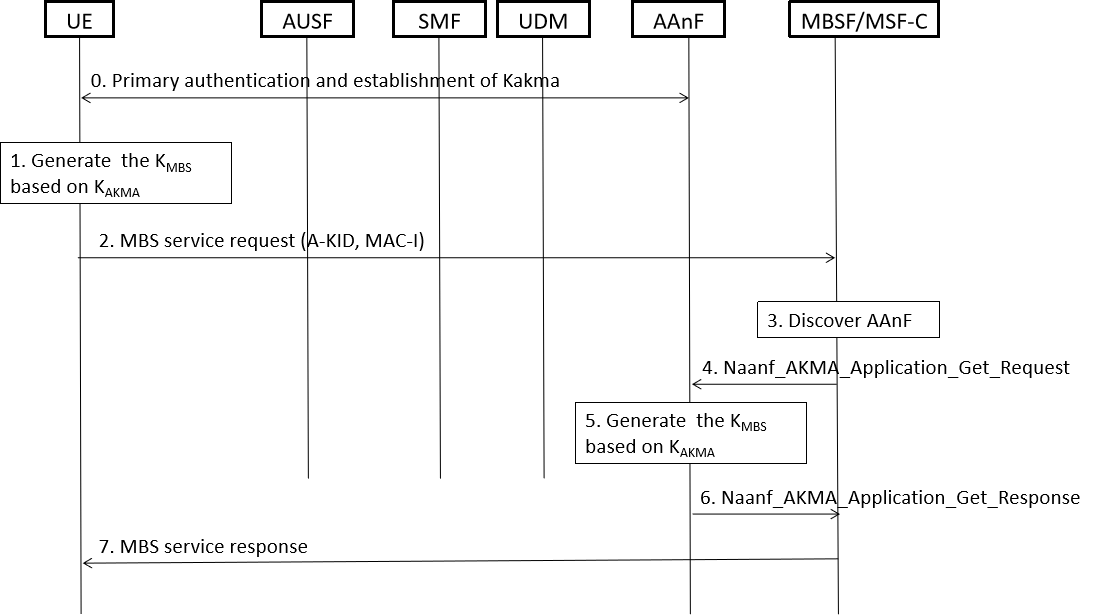 UE AUSF SMF UDM AAnF MBSF/MSF-C
0. Primary authentication and establishment of Kakma
1. Generate the KMBS
based on KAKMA
2. MBS service request (A-KID, MAC-I)
3. Discover AAnF
4. Naanf_AKMA_Application_Get_Request
5. Generate the KMBS
based on KAKMA
6. Naanf_AKMA_Application_Get_Response
7. MBS service response